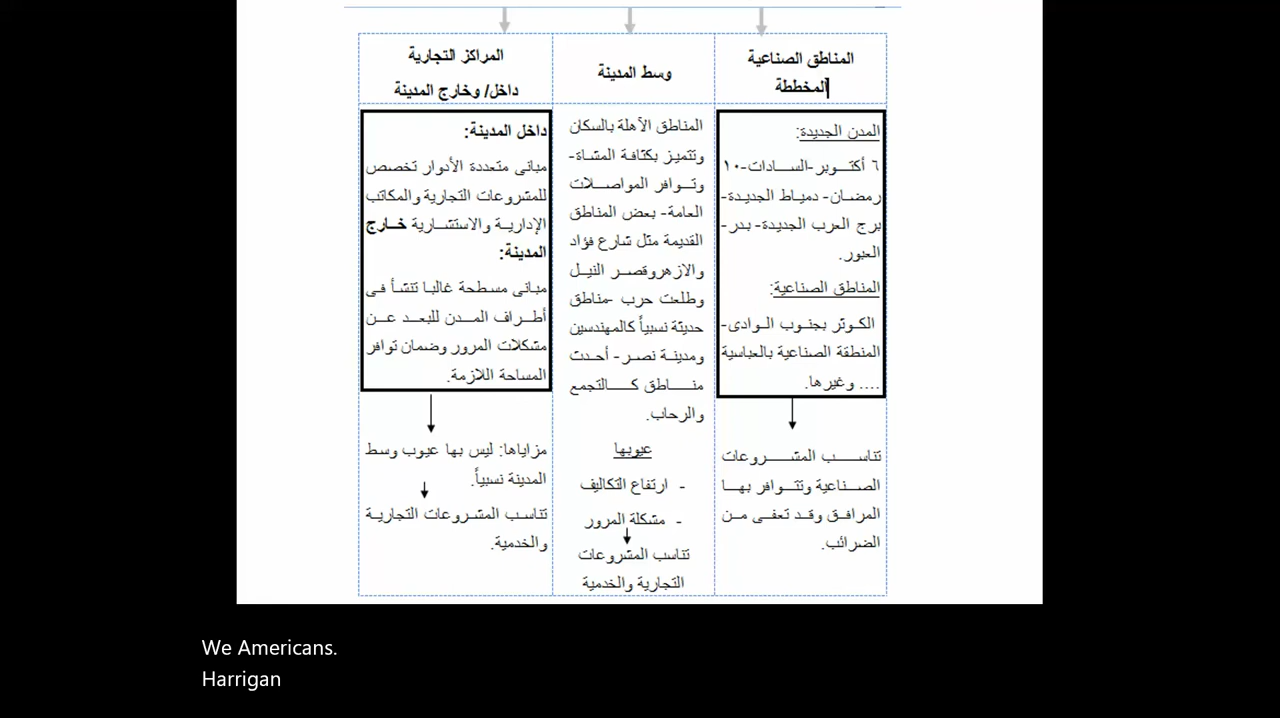 المناطق الصناعية
المخططة
المدن الجديدة:
٦ أكتوبر-السادات-١٠
رمضان- دمياط الجديدة-
برج العرب الجديدة- بدر-
العبور.
المناطق الصناعية:
الكوثر بجنوب الوادى-
المنطقة الصناعية بالعباسية
.... وغيرها.
تناسب المشروعات
الصناعية وتتوافر بها
المرافق وقد تعفى من
الضرائب.
وسط المدينة
المناطق الآهلة بالسكان
وتتميز بكثافة المشاة-
وتوافر المواصلات
العامة- بعض المناطق
القديمة مثل شارع فؤاد
والازهروقصر النيل
وطلعت حرب -مناطق
حديثة نسبياً كالمهندسين
ومدينة نصر- أحدث
مناطق كالتجمع
والرحاب.
عيوبها
- ارتفاع التكاليف
- مشكلة المرور
تناسب المشروعات
التجارية والخدمية
المراكز التجارية
داخل/ وخارج المدينة
داخل المدينة:
مبانى متعددة الأدوار تخصص
للمشروعات التجارية والمكاتب
الإدارية والاستشارية خارج
المدينة:
مبانى مسطحة غالبا تنشأ فى
أطراف المدن للبعد عن
مشكلات المرور وضمان توافر
المساحة اللازمة.
مزاياها: ليس بها عيوب وسط
المدينة نسبياً.
تناسب المشروعات التجارية
والخدمية.
We Americans.
Harrigan